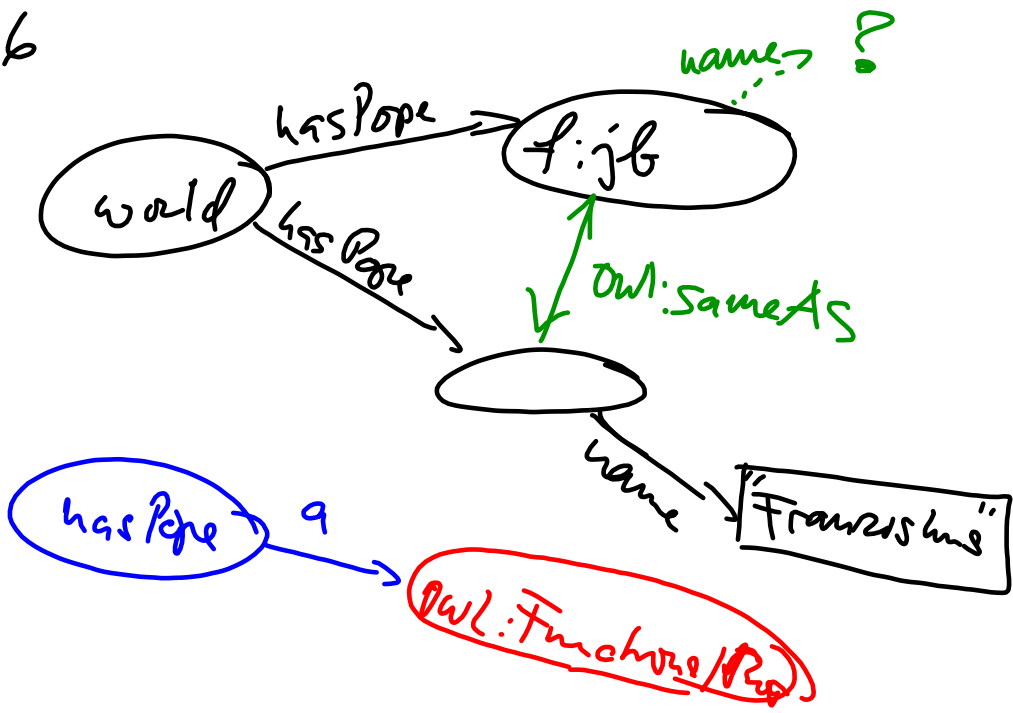 6
name ?
hasPope
f:jb
world
hasPope
owl:sameAs
name
"Franziskus"
hasPope
a
owl:FunctionalProp